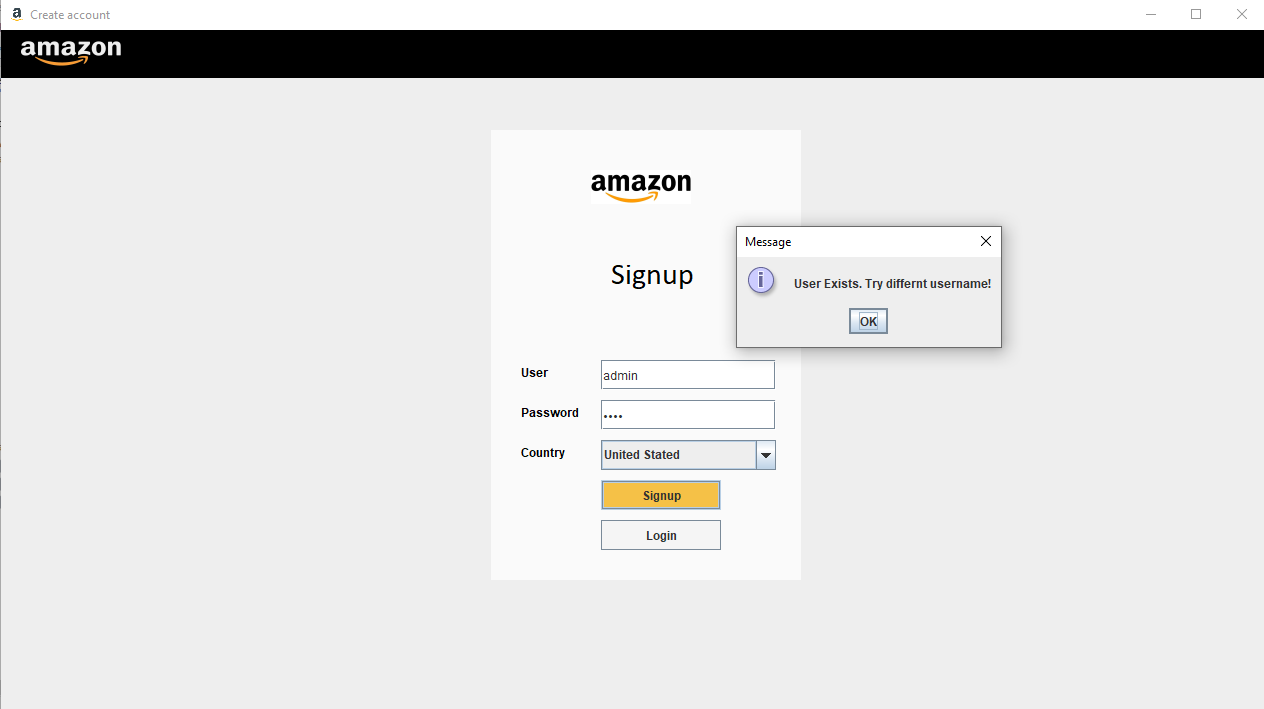 a Create account
amazon
amazon
Signup
Message
i User Exists. Try differnt username!
OK
User admin
Password ••••
Country United Stated
Signup
Login